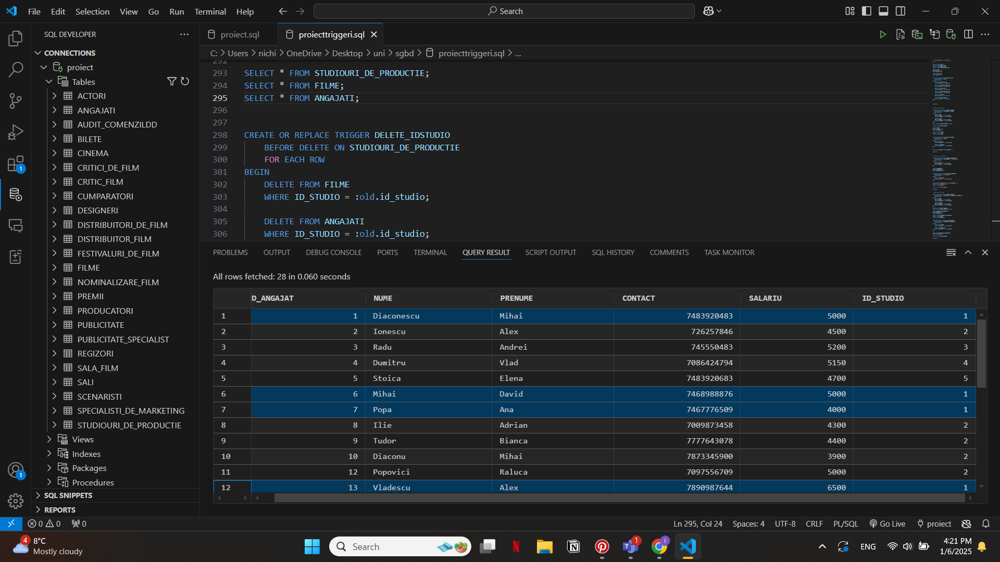 File Edit Selection View Go Run Terminal Help
Search
SQL DEVELOPER
CONNECTIONS
proiect
Tables
ACTORI
ANGAJATI
AUDIT_COMENZILDD
BILETE
CINEMA
CRITICI_DE_FILM
CRITIC_FILM
CUMPARATORI
DESIGNERI
DISTRIBUITORI_DE_FILM
DISTRIBUITOR_FILM
FESTIVALURI_DE_FILM
FILME
NOMINALIZARE_FILM
PREMII
PRODUCATORI
PUBLICITATE
PUBLICITATE_SPECIALIST
REGIZORI
SALA_FILM
SALI
SCENARISTI
SPECIALISTI_DE_MARKETING
STUDIOURI_DE_PRODUCTIE
Views
Indexes
Packages
Procedures
SQL SNIPPETS
REPORTS
1
1
proiect.sql proiecttriggeri.sql
C: > Users > nichi > OneDrive > Desktop > uni > sgbd > proiecttriggeri.sql > ...
292
293 SELECT * FROM STUDIOURI_DE_PRODUCTIE;
294 SELECT * FROM FILME;
295 SELECT * FROM ANGAJATI;
296
297
298 CREATE OR REPLACE TRIGGER DELETE_IDSTUDIO
299 BEFORE DELETE ON STUDIOURI_DE_PRODUCTIE
300 FOR EACH ROW
301 BEGIN
302 DELETE FROM FILME
303 WHERE ID_STUDIO = :old.id_studio;
304
305 DELETE FROM ANGAJATI
306 WHERE ID_STUDIO = :old.id_studio;
PROBLEMS OUTPUT DEBUG CONSOLE PORTS TERMINAL QUERY RESULT SCRIPT OUTPUT SQL HISTORY COMMENTS TASK MONITOR
All rows fetched: 28 in 0.060 seconds
D_ANGAJAT NUME PRENUME CONTACT SALARIU ID_STUDIO
1 1 Diaconescu Mihai 7483920483 5000 1
2 2 Ionescu Alex 726257846 4500 2
3 3 Radu Andrei 745550483 5200 3
4 4 Dumitru Vlad 7086424794 5150 4
5 5 Stoica Elena 7483920683 4700 5
6 6 Mihai David 7468988876 5000 1
7 7 Popa Ana 7467776509 4000 1
8 8 Ilie Adrian 7009873458 4300 2
9 9 Tudor Bianca 7777643078 4400 2
10 10 Diaconu Mihai 7873345900 3900 2
11 12 Popovici Raluca 7097556709 5000 2
12 13 Vladescu Alex 7890987644 6500 1
0 0 0 Ln 295, Col 24 Spaces: 4 UTF-8 CRLF PL/SQL Go Live proiect
4 8°C
Mostly cloudy
Search
N
N
T 1
I
ENG
4:21 PM
1/6/2025